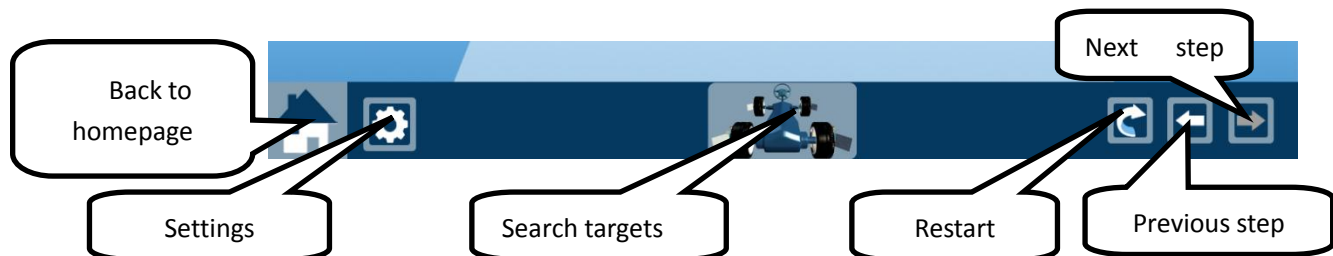 Next step
Back to
homepage
Settings
Search targets
Restart
Previous step